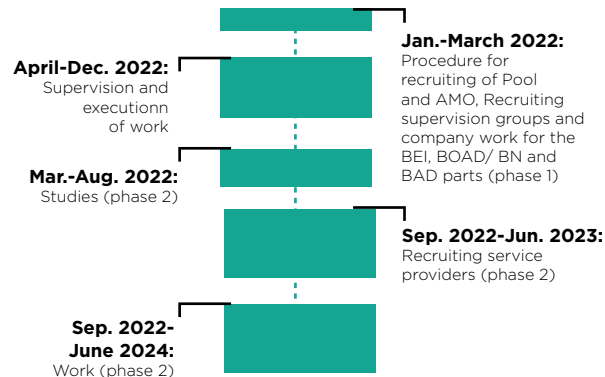 Jan.-March 2022:
Procedure for
recruiting of Pool
and AMO, Recruiting
supervision groups and
company work for the
BEI, BOAD/ BN and
BAD parts (phase 1)
April-Dec. 2022:
Supervision and
executionn
of work
Mar.-Aug. 2022:
Studies (phase 2)
Sep. 2022-Jun. 2023:
Recruiting service
providers (phase 2)
Sep. 2022-
June 2024:
Work (phase 2)